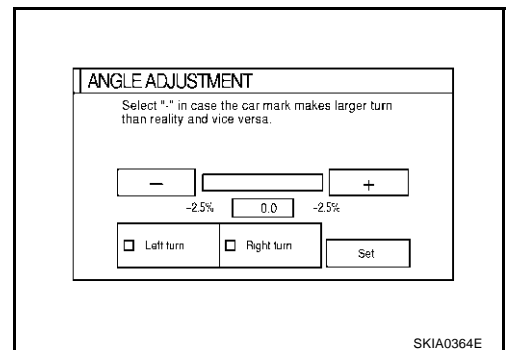 ANGLE ADJUSTMENT
Select "-" in case the car mark makes larger turn
than reality and vice versa.
− +
-2.5% 0.0 -2.5%
Left turn Right turn Set
SKIA0364E